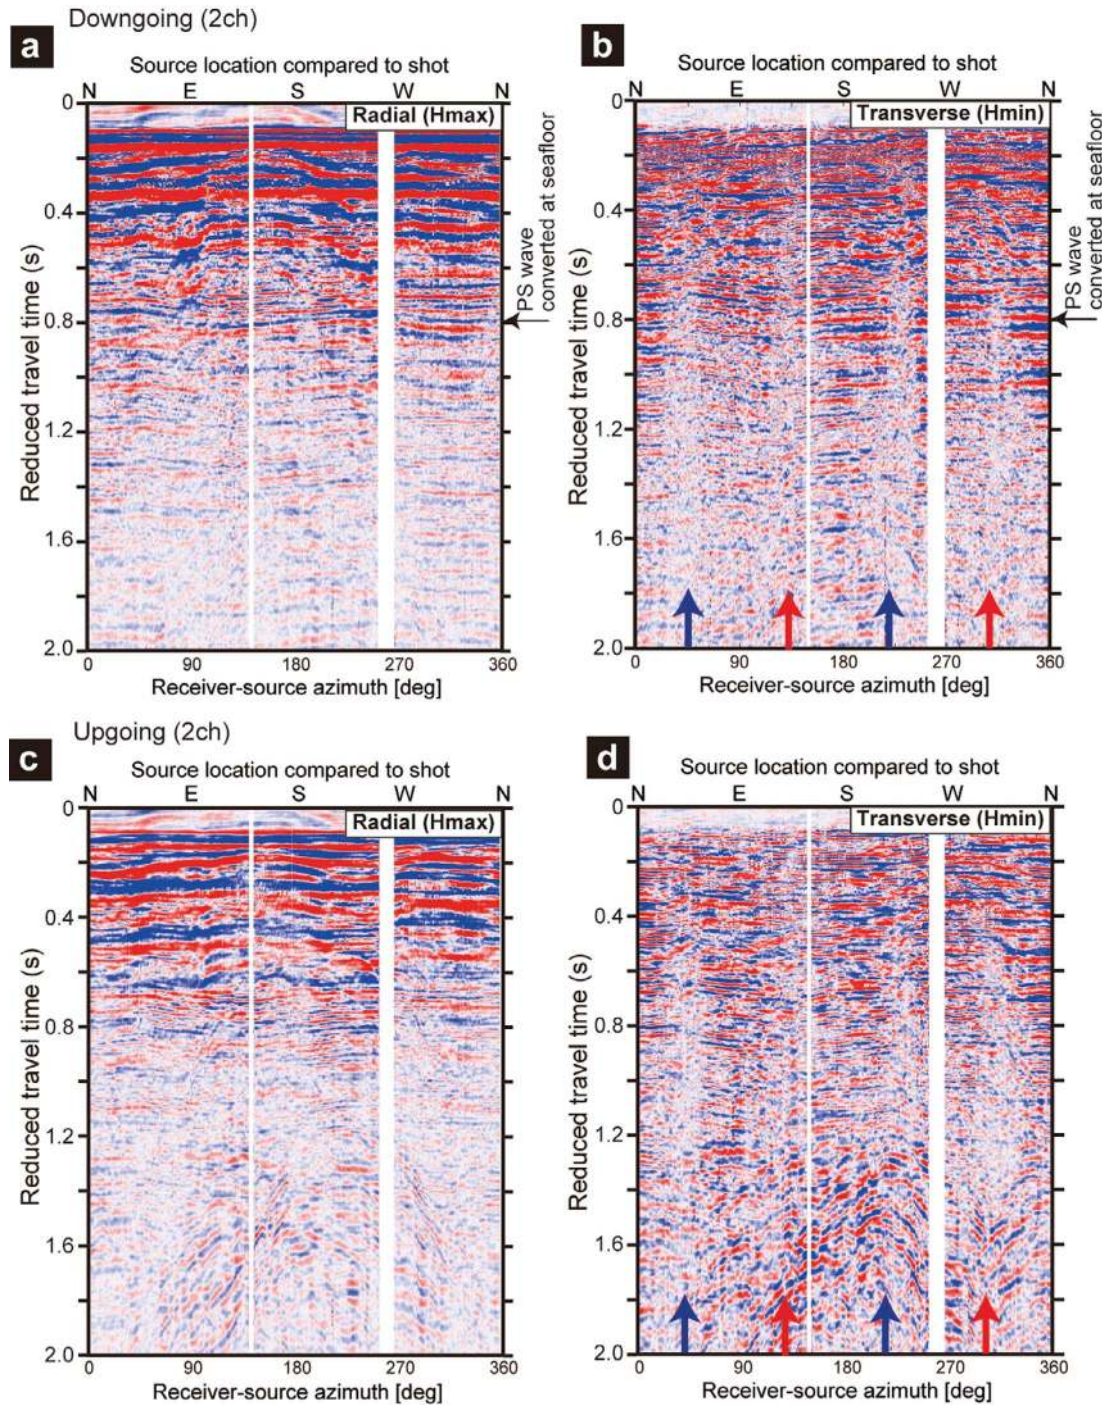 Downgoing (2ch)
a
Source location compared to shot
N E S W N
Radial (Hmax)
0
0.4
0.8
1.2
1.6
2.0
Reduced travel time (s)
PS wave
converted at seafloor
0 90 180 270 360
Receiver-source azimuth [deg]
b
Source location compared to shot
N E S W N
Transverse (Hmin)
0
0.4
0.8
1.2
1.6
2.0
Reduced travel time (s)
PS wave
converted at seafloor
0 90 180 270 360
Receiver-source azimuth [deg]
Upgoing (2ch)
c
Source location compared to shot
N E S W N
Radial (Hmax)
0
0.4
0.8
1.2
1.6
2.0
Reduced travel time (s)
0 90 180 270 360
Receiver-source azimuth [deg]
d
Source location compared to shot
N E S W N
Transverse (Hmin)
0
0.4
0.8
1.2
1.6
2.0
Reduced travel time (s)
0 90 180 270 360
Receiver-source azimuth [deg]